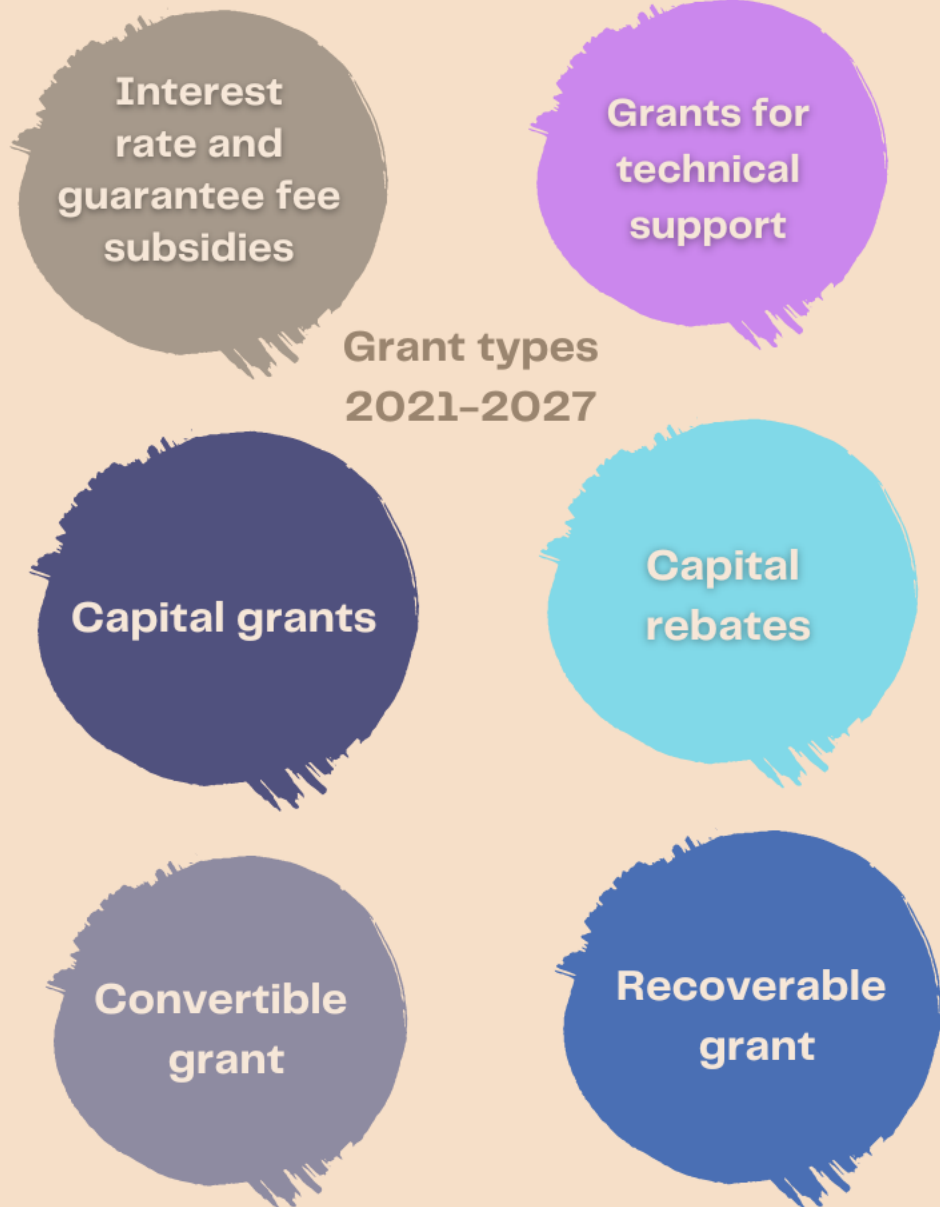 Interest
rate and
guarantee fee
subsidies
Grants for
technical
support
Grant types
2021–2027
Capital grants
Capital
rebates
Convertible
grant
Recoverable
grant